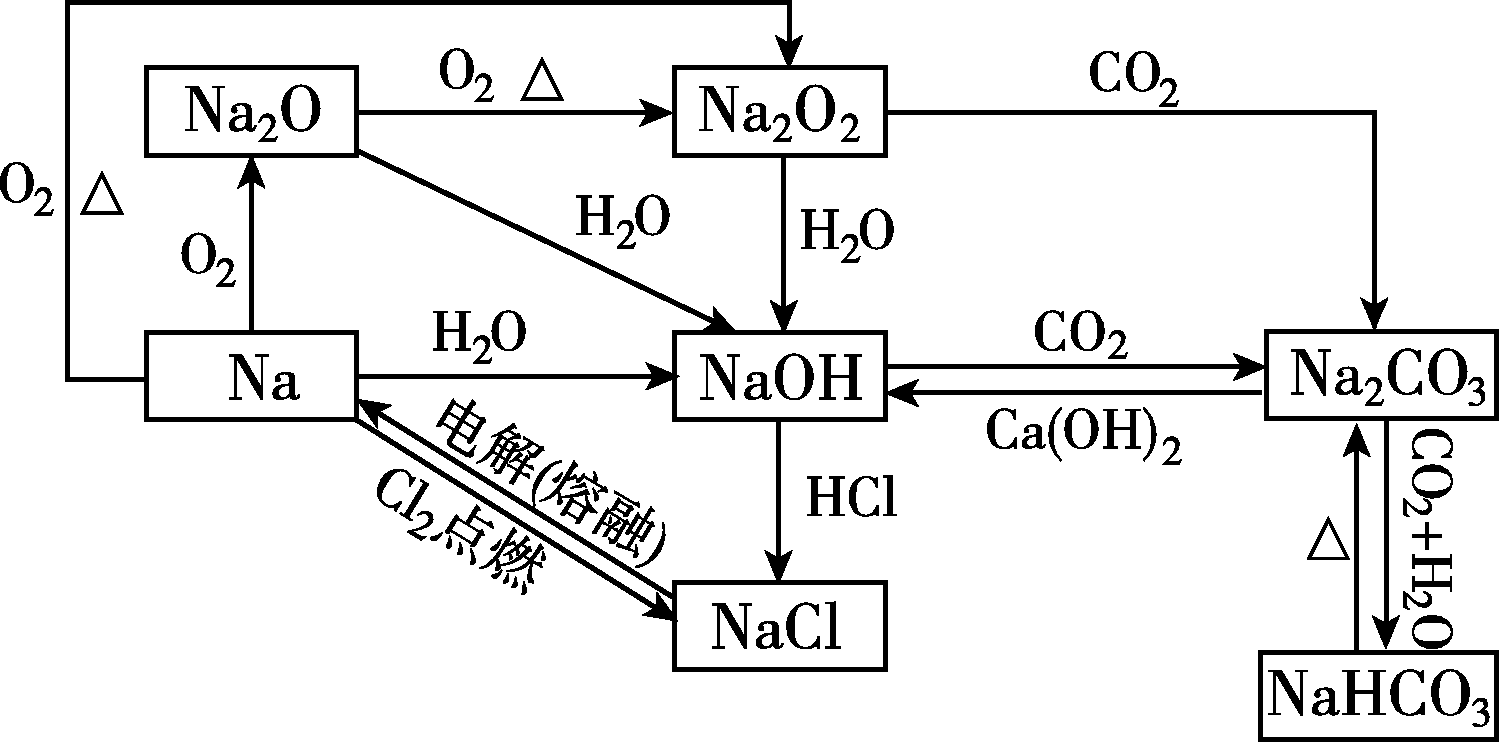 O₂ △
CO₂
Na₂O
Na₂O₂
O₂ △
H₂O
H₂O
O₂
H₂O
CO₂
Na
NaOH
Na₂CO₃
Ca(OH)₂
电解(熔融)
Cl₂点燃
HCl
△
CO₂+H₂O
NaCl
NaHCO₃